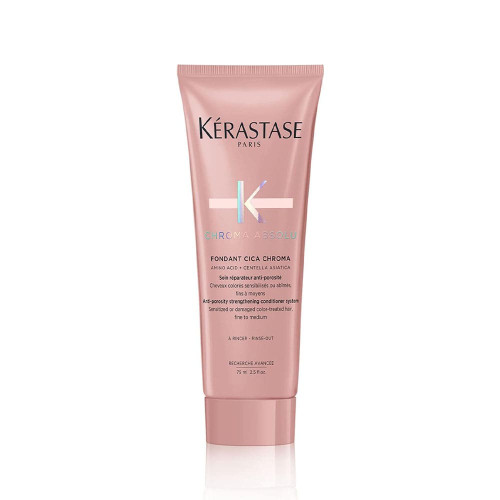 KÉRASTASE
PARIS
K
CHROMA ABSOLU
FONDANT CICA CHROMA
AMINO ACID + CENTELLA ASIATICA
Soin réparateur anti-porosité
Cheveux colorés sensibilisés ou abîmés,
fins à moyens
Anti-porosity strengthening conditioner system
Sensitized or damaged color-treated hair,
fine to medium
À RINCER - RINSE-OUT
RECHERCHE AVANCÉE
75 ml 2.5 fl.oz